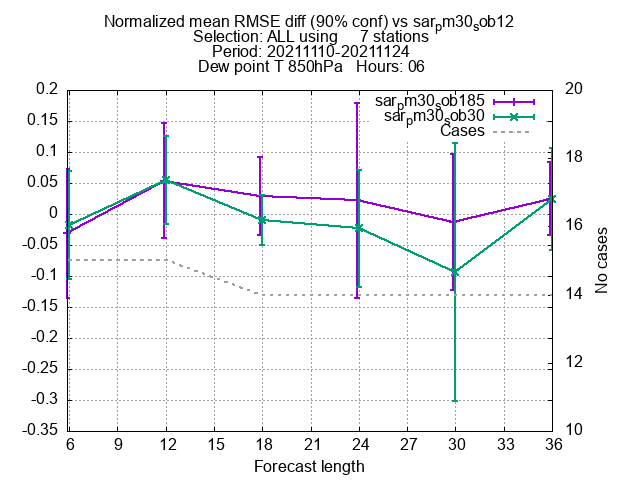 Normalized mean RMSE diff (90% conf) vs sarpm30sob12
Selection: ALL using     7 stations
Period: 20211110-20211124
Dew point T 850hPa   Hours: 06
0.2
0.15
0.1
0.05
0
-0.05
-0.1
-0.15
-0.2
-0.25
-0.3
-0.35
sarpm30sob185
sarpm30sob30
Cases
20
18
16
14
12
10
No cases
6 9 12 15 18 21 24 27 30 33 36
Forecast length